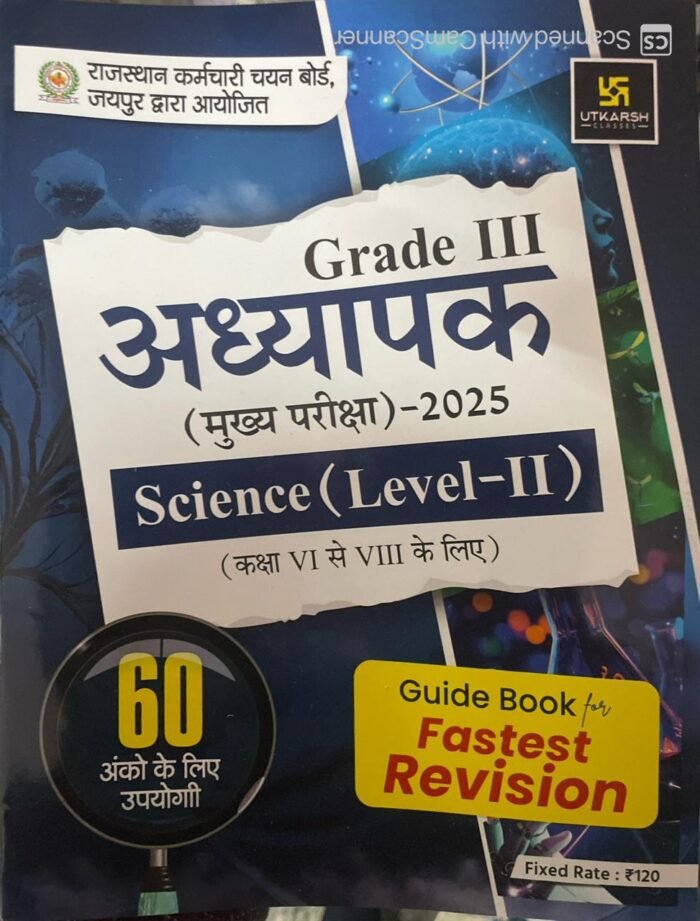 Scanned with CamScanner
CS
राजस्थान कर्मचारी चयन बोर्ड,
जयपुर द्वारा आयोजित
UTKARSH
CLASSES
Grade III
अध्यापक
(मुख्य परीक्षा)-2025
Science (Level-II)
(कक्षा VI से VIII के लिए)
60
अंको के लिए
उपयोगी
Guide Book for
Fastest
Revision
Fixed Rate : ₹120